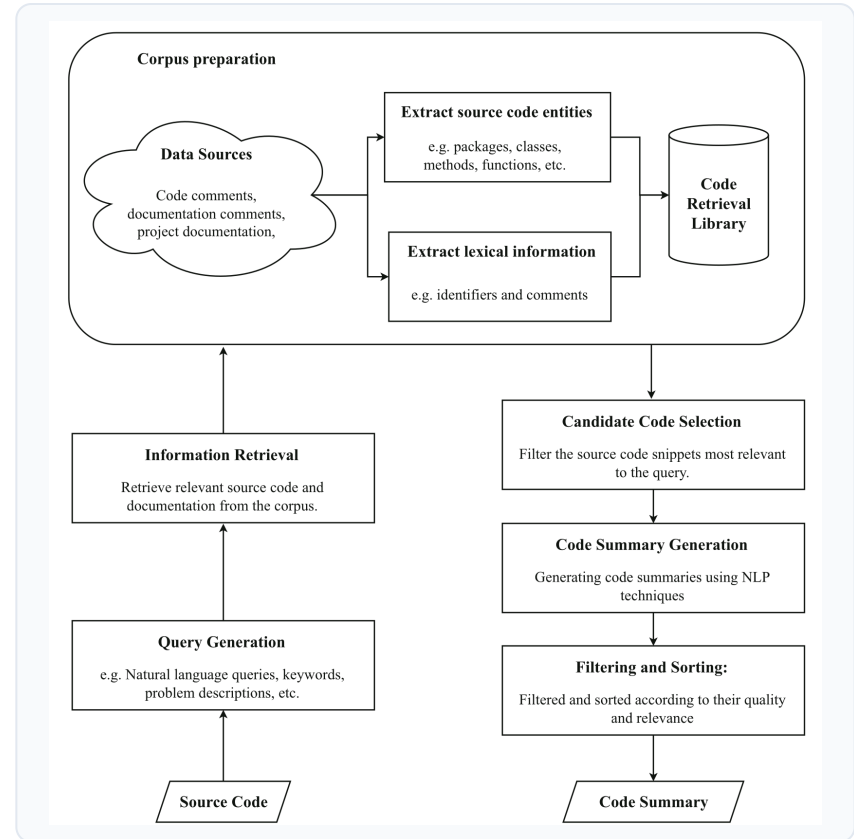 Corpus preparation
Data Sources
Code comments,
documentation comments,
project documentation,
Extract source code entities
e.g. packages, classes,
methods, functions, etc.
Extract lexical information
e.g. identifiers and comments
Code
Retrieval
Library
Information Retrieval
Retrieve relevant source code and
documentation from the corpus.
Query Generation
e.g. Natural language queries, keywords,
problem descriptions, etc.
Source Code
Candidate Code Selection
Filter the source code snippets most relevant
to the query.
Code Summary Generation
Generating code summaries using NLP
techniques
Filtering and Sorting:
Filtered and sorted according to their quality
and relevance
Code Summary